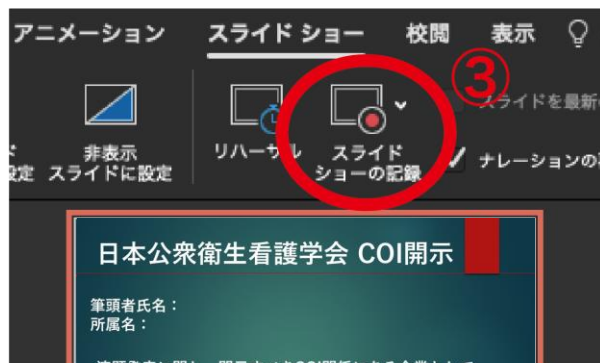 アニメーション スライド ショー 校閲 表示
③
スライドを最新の
非表示
スライドに設定
設定
リハーサル
スライド
ショーの記録
ナレーションの
日本公衆衛生看護学会 COI開示
筆頭者氏名：
所属名：